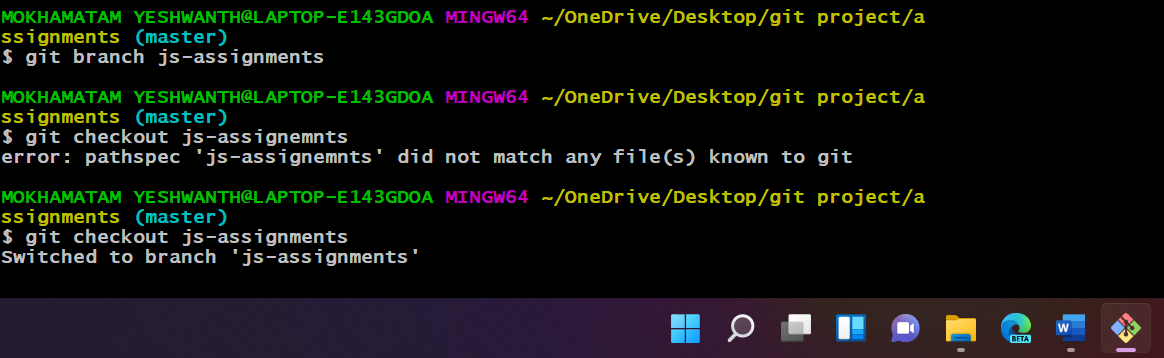 MOKHAMATAM YESHWANTH@LAPTOP-E143GDOA MINGW64 ~/OneDrive/Desktop/git project/a
ssignments (master)
$ git branch js-assignments
MOKHAMATAM YESHWANTH@LAPTOP-E143GDOA MINGW64 ~/OneDrive/Desktop/git project/a
ssignments (master)
$ git checkout js-assignemnts
error: pathspec 'js-assignemnts' did not match any file(s) known to git
MOKHAMATAM YESHWANTH@LAPTOP-E143GDOA MINGW64 ~/OneDrive/Desktop/git project/a
ssignments (master)
$ git checkout js-assignments
Switched to branch 'js-assignments'
BETA
W